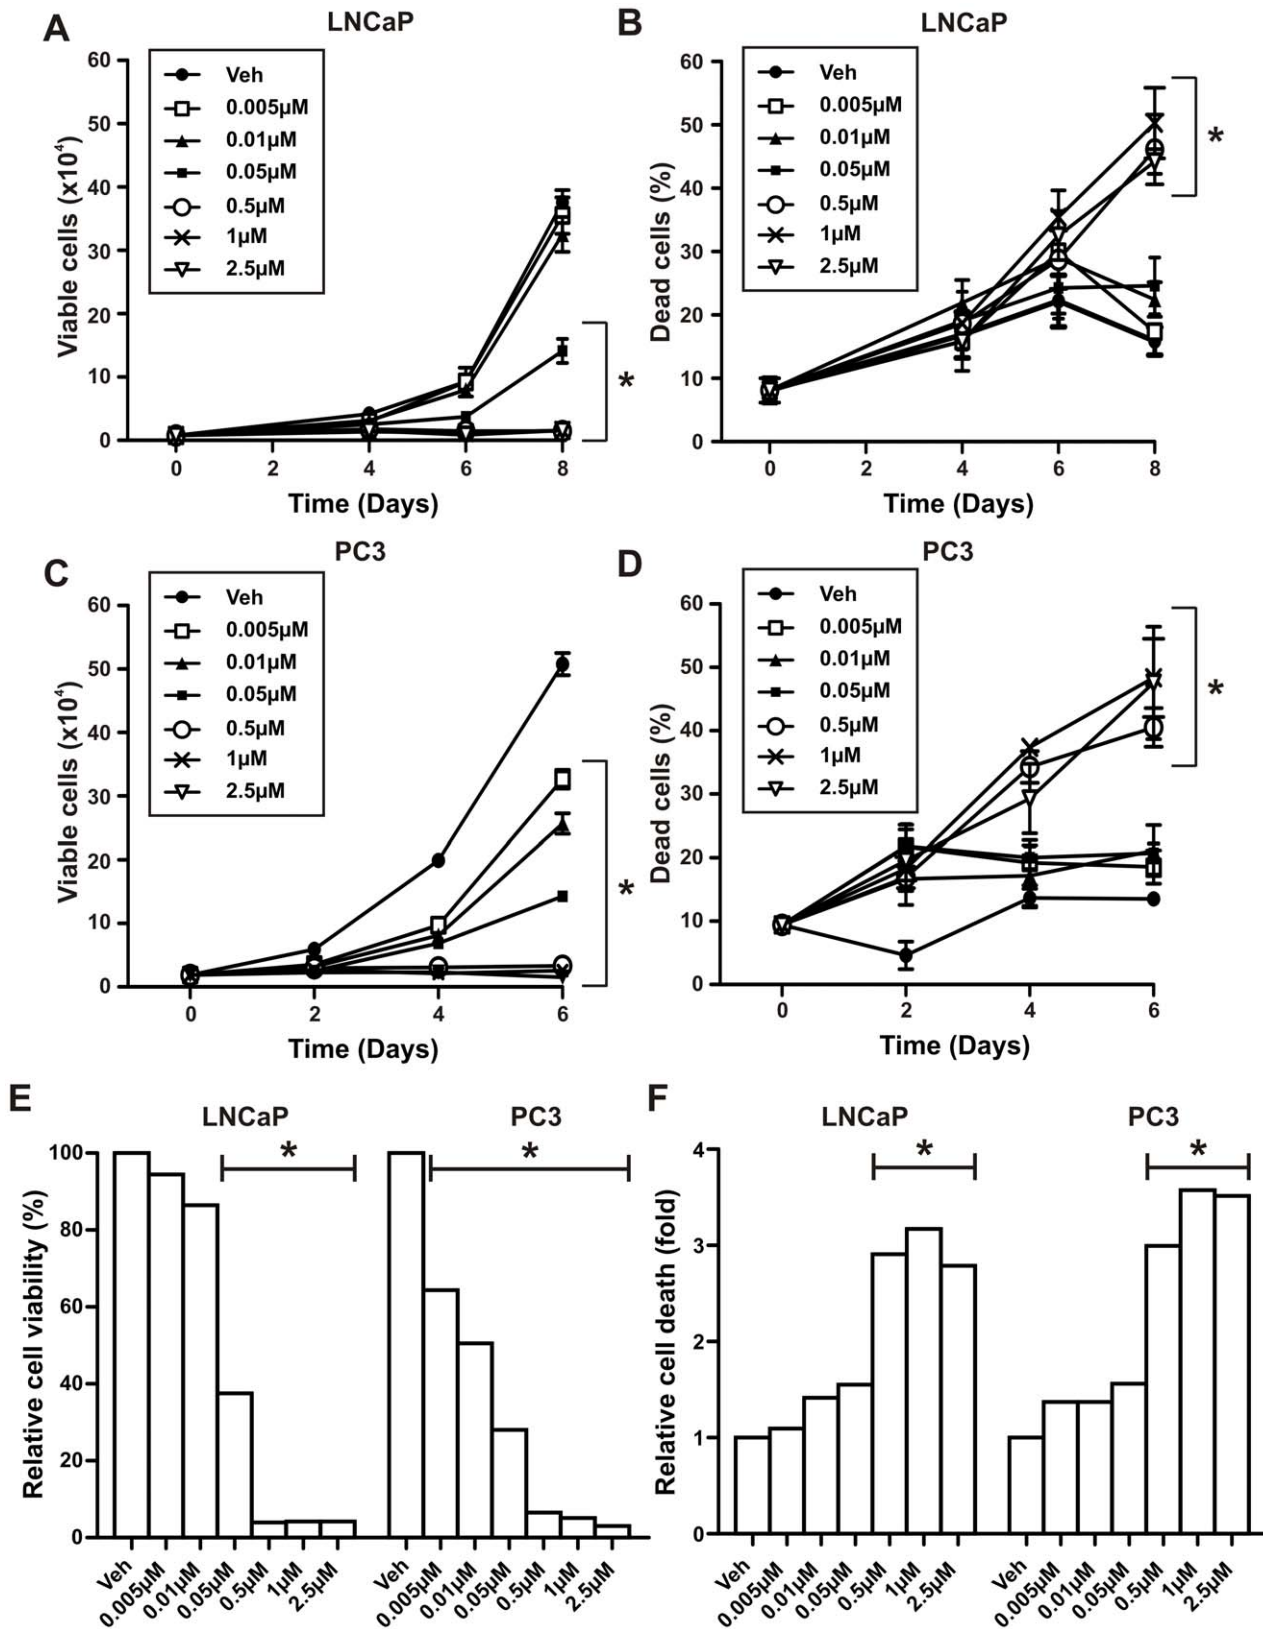 A
LNCaP
Viable cells (x10⁴)
60
50
40
30
20
10
0
Veh
0.005µM
0.01µM
0.05µM
0.5µM
1µM
2.5µM
*
0 2 4 6 8
Time (Days)
B
LNCaP
Dead cells (%)
60
50
40
30
20
10
0
Veh
0.005µM
0.01µM
0.05µM
0.5µM
1µM
2.5µM
*
0 2 4 6 8
Time (Days)
C
PC3
Viable cells (x10⁴)
60
50
40
30
20
10
0
Veh
0.005µM
0.01µM
0.05µM
0.5µM
1µM
2.5µM
*
0 2 4 6
Time (Days)
D
PC3
Dead cells (%)
60
50
40
30
20
10
0
Veh
0.005µM
0.01µM
0.05µM
0.5µM
1µM
2.5µM
*
0 2 4 6
Time (Days)
E
LNCaP PC3
* *
Relative cell viability (%)
100
80
60
40
20
0
Veh 0.005µM 0.01µM 0.05µM 0.5µM 1µM 2.5µM Veh 0.005µM 0.01µM 0.05µM 0.5µM 1µM 2.5µM
F
LNCaP PC3
* *
Relative cell death (fold)
4
3
2
1
0
Veh 0.005µM 0.01µM 0.05µM 0.5µM 1µM 2.5µM Veh 0.005µM 0.01µM 0.05µM 0.5µM 1µM 2.5µM